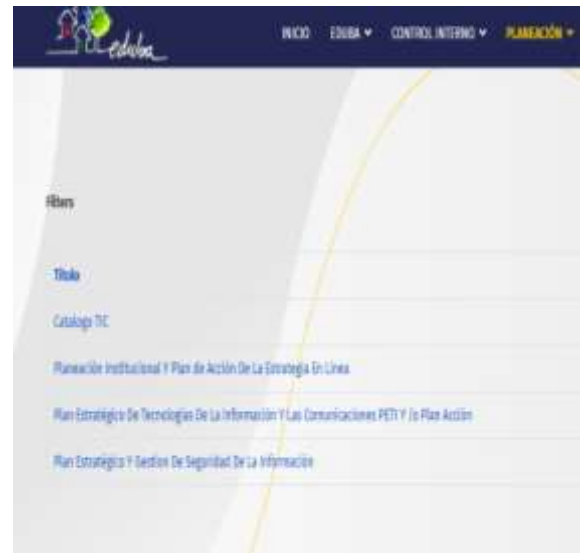 eduba
INICIO EDUBA CONTROL INTERNO PLANEACIÓN
Filters
Título
Catalogo TIC
Planeación Institucional Y Plan de Acción De La Estrategia En Linea
Plan Estratégico De Tecnologías De La Información Y Las Comunicaciones PETI Y /o Plan Acción
Plan Estratégico Y Gestion De Seguridad De La Información